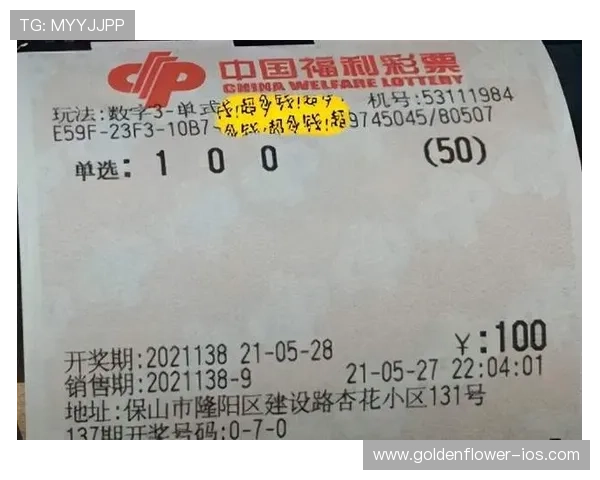 TG: MYYJJPP
中国福利彩票
CHINA WELFARE LOTTERY
玩法:数字3-单式 机号:53111984
E59F-23F3-10B7- 9745045/80507
单选: 1 0 0 (50)
开奖期:2021138 21-05-28 ¥:100
销售期:2021138-9 21-05-27 22:04:01
地址:保山市隆阳区建设路杏花小区131号
137期开奖号码:0-7-0
www.goldenflower-ios.com